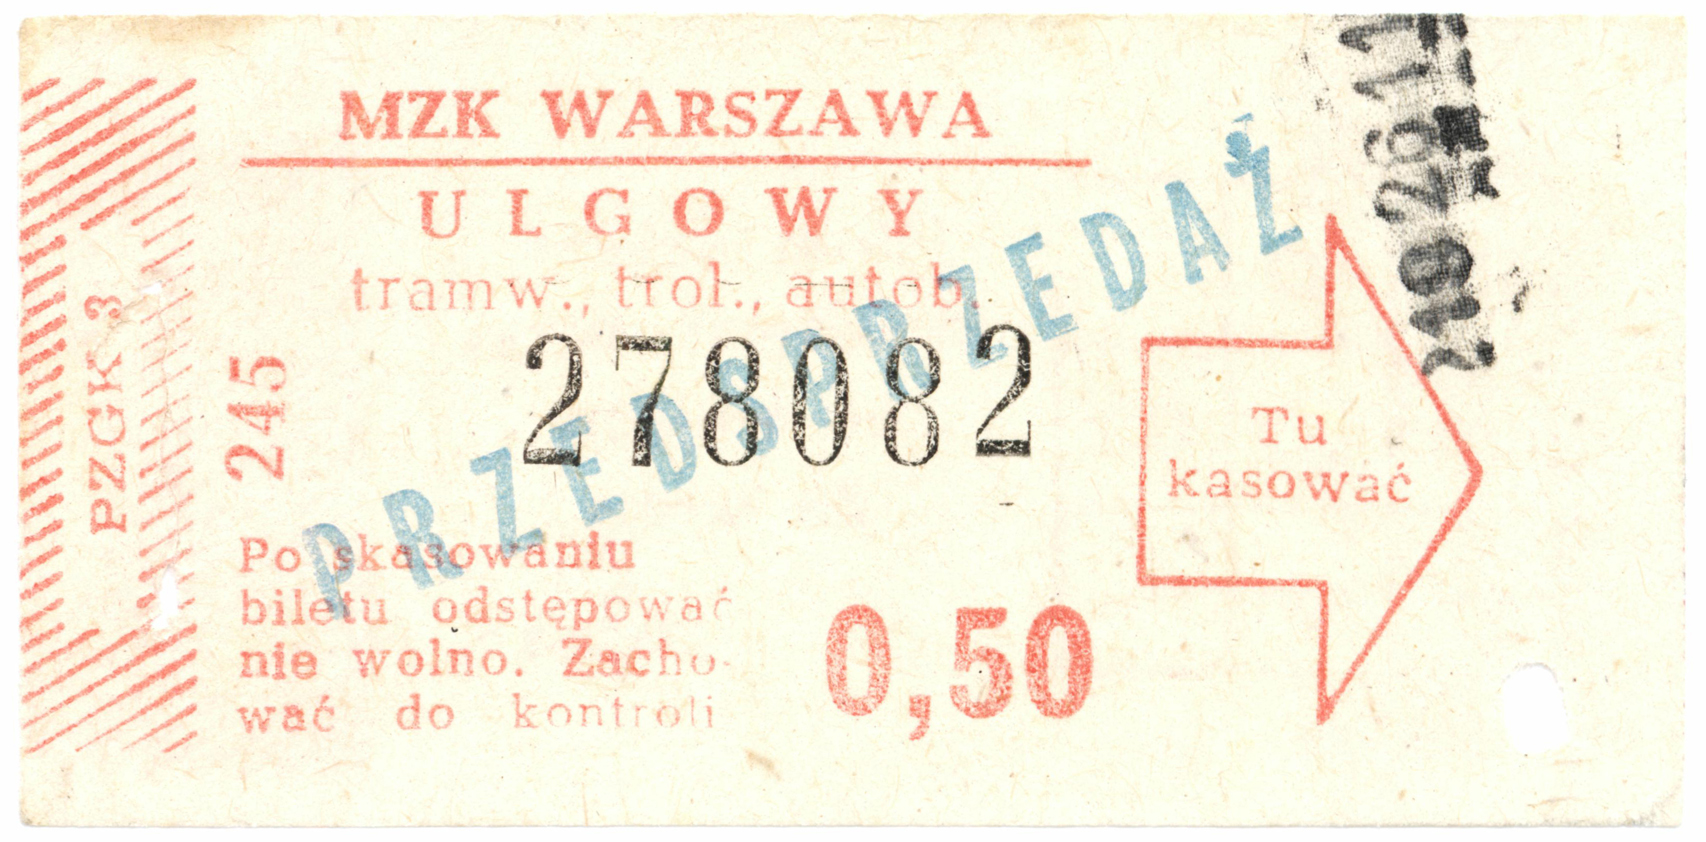 MZK WARSZAWA
ULGOWY
tramw., trol., autob.
278082
PRZEDSPRZEDAŻ
PZGK 3
245
Po skasowaniu
biletu odstępować
nie wolno. Zacho-
wać do kontroli
0,50
Tu
kasować